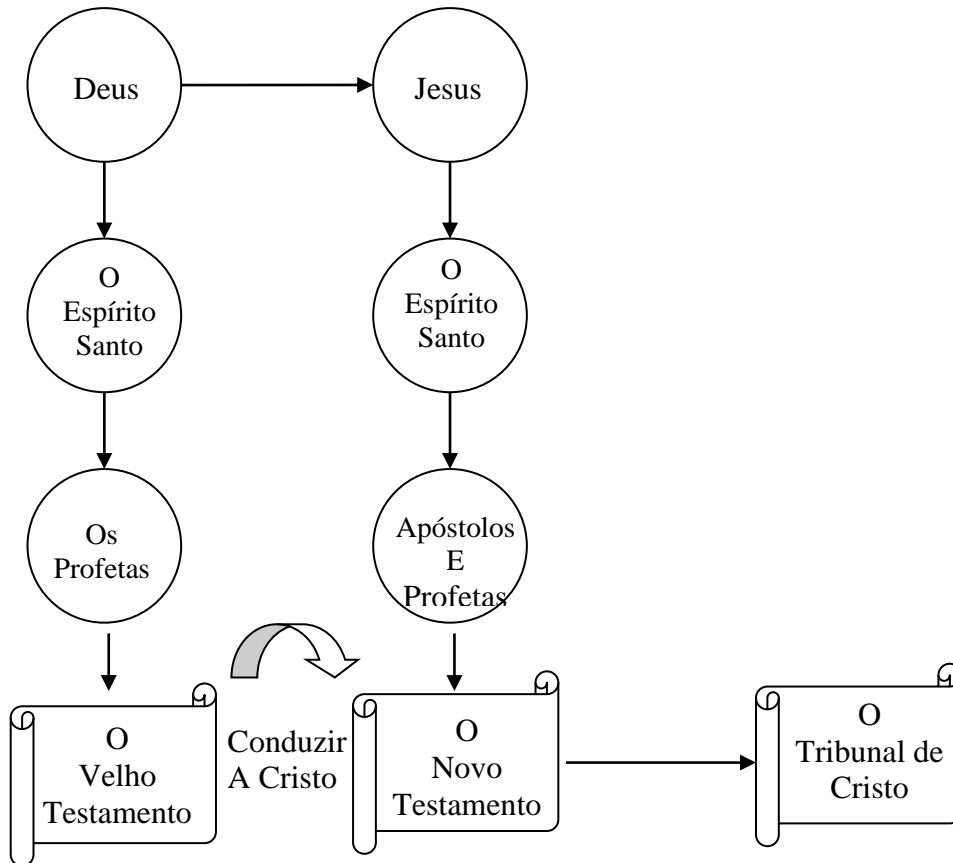 Deus
Jesus
O
Espírito
Santo
O
Espírito
Santo
Os
Profetas
Apóstolos
E
Profetas
O
Velho
Testamento
Conduzir
A Cristo
O
Novo
Testamento
O
Tribunal de
Cristo